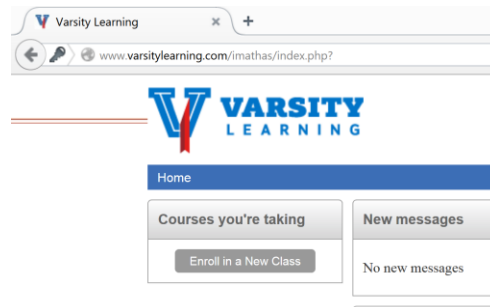 Varsity Learning
www.varsitylearning.com/imathas/index.php?
VARSITY
LEARNING
Home
Courses you're taking
Enroll in a New Class
New messages
No new messages